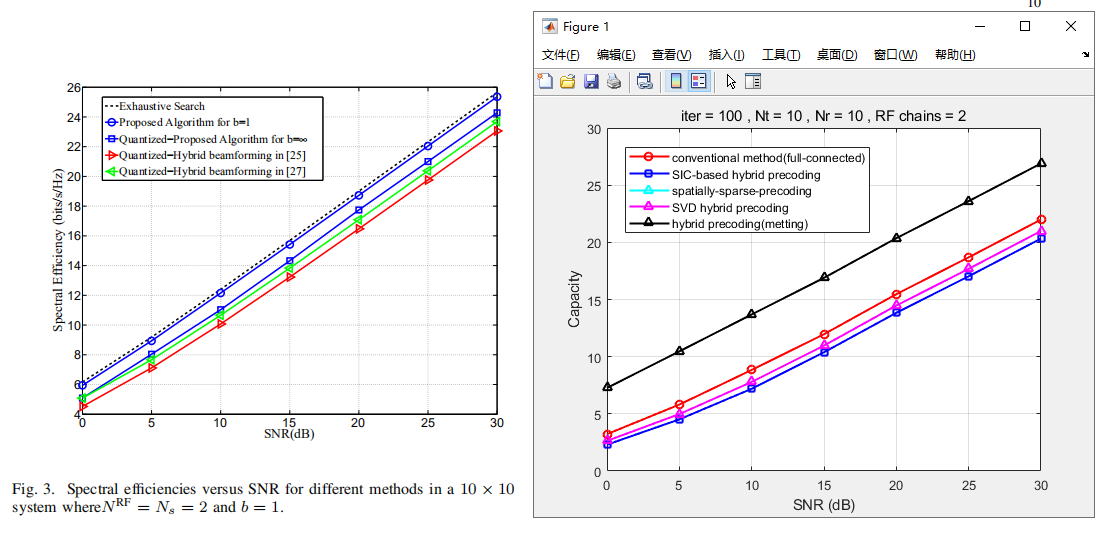 10
26
24
22
20
18
16
14
12
10
8
6
4
Spectral Efficiency (bits/s/Hz)
Exhaustive Search
Proposed Algorithm for b=1
Quantized-Proposed Algorithm for b=∞
Quantized-Hybrid beamforming in [25]
Quantized-Hybrid beamforming in [27]
0 5 10 15 20 25 30
SNR(dB)
Fig. 3. Spectral efficiencies versus SNR for different methods in a 10 × 10
system whereN^RF = N_s = 2 and b = 1.
Figure 1
文件(F) 编辑(E) 查看(V) 插入(I) 工具(T) 桌面(D) 窗口(W) 帮助(H)
iter = 100 , Nt = 10 , Nr = 10 , RF chains = 2
30
25
20
15
10
5
0
Capacity
conventional method(full-connected)
SIC-based hybrid precoding
spatially-sparse-precoding
SVD hybrid precoding
hybrid precoding(metting)
0 5 10 15 20 25 30
SNR (dB)